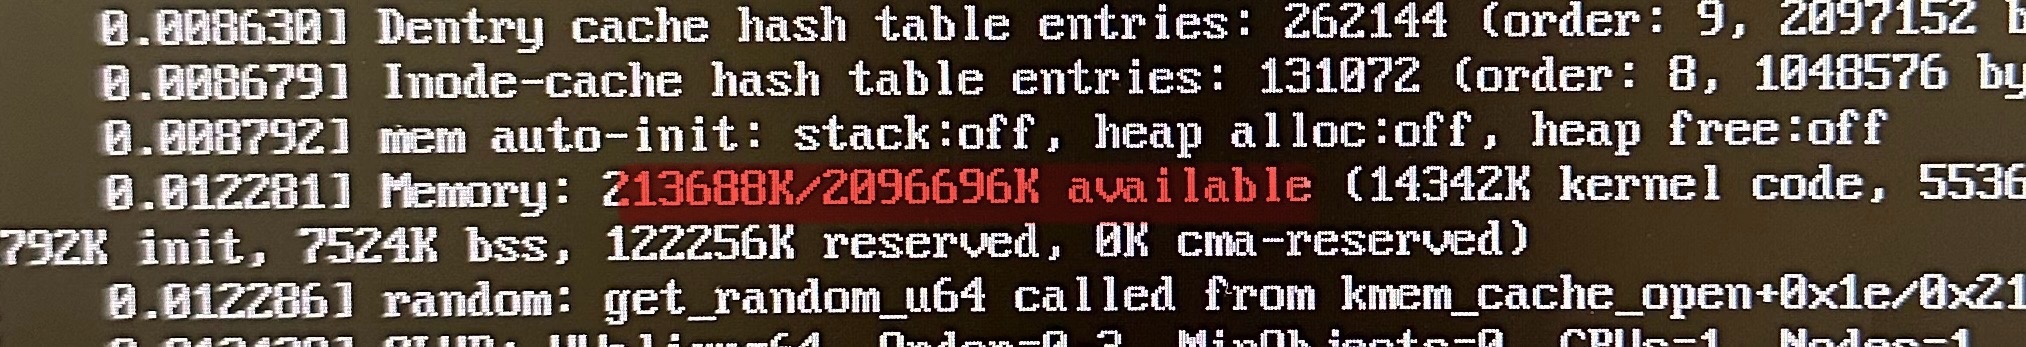 0.008630] Dentry cache hash table entries: 262144 (order: 9, 2097152 b
0.008679] Inode-cache hash table entries: 131072 (order: 8, 1048576 by
0.008792] mem auto-init: stack:off, heap alloc:off, heap free:off
0.012281] Memory: 213688K/2096696K available (14342K kernel code, 5536
792K init, 7524K bss, 122256K reserved, 0K cma-reserved)
0.012286] random: get_random_u64 called from kmem_cache_open+0x1e/0x21